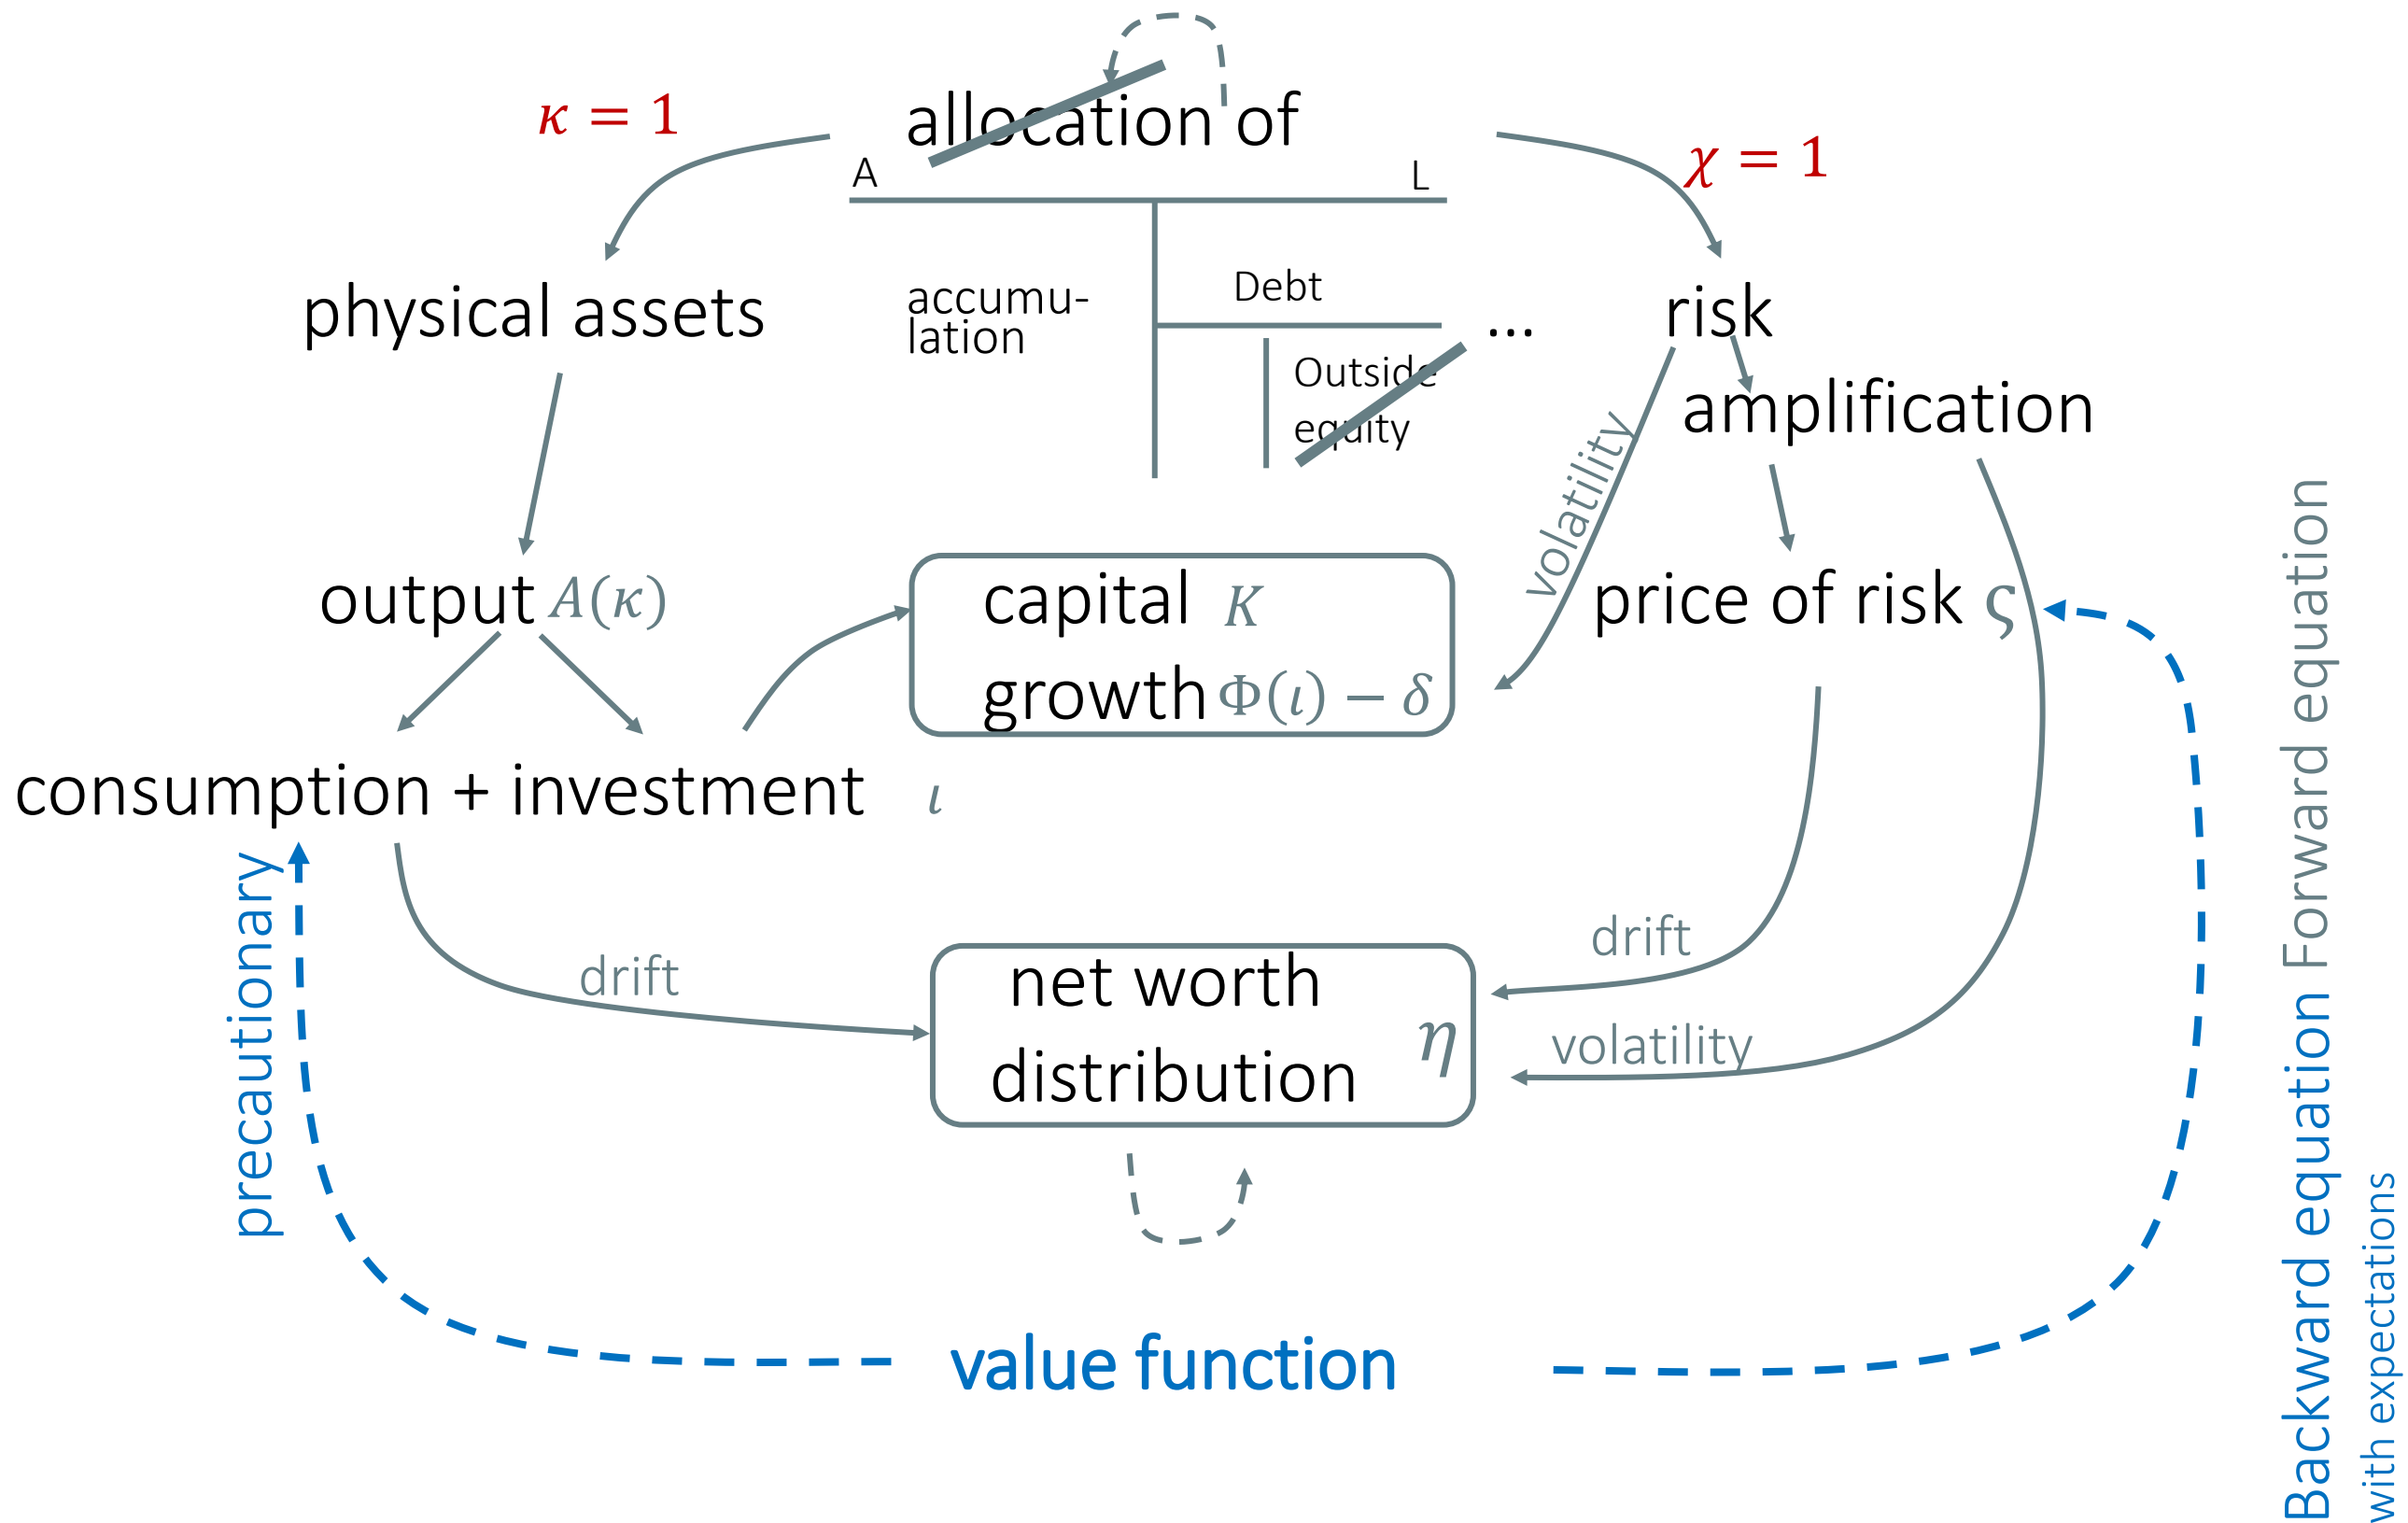 κ = 1
allocation of
χ = 1
A
L
physical assets
accumu-
lation
Debt
...
risk
Outside
equity
amplification
volatility
output A(κ)
capital K
growth Φ(ι) − δ
price of risk ς
consumption + investment ι
precautionary
drift
drift
net worth
distribution
η
volatility
value function
Forward equation
Backward equation
with expectations